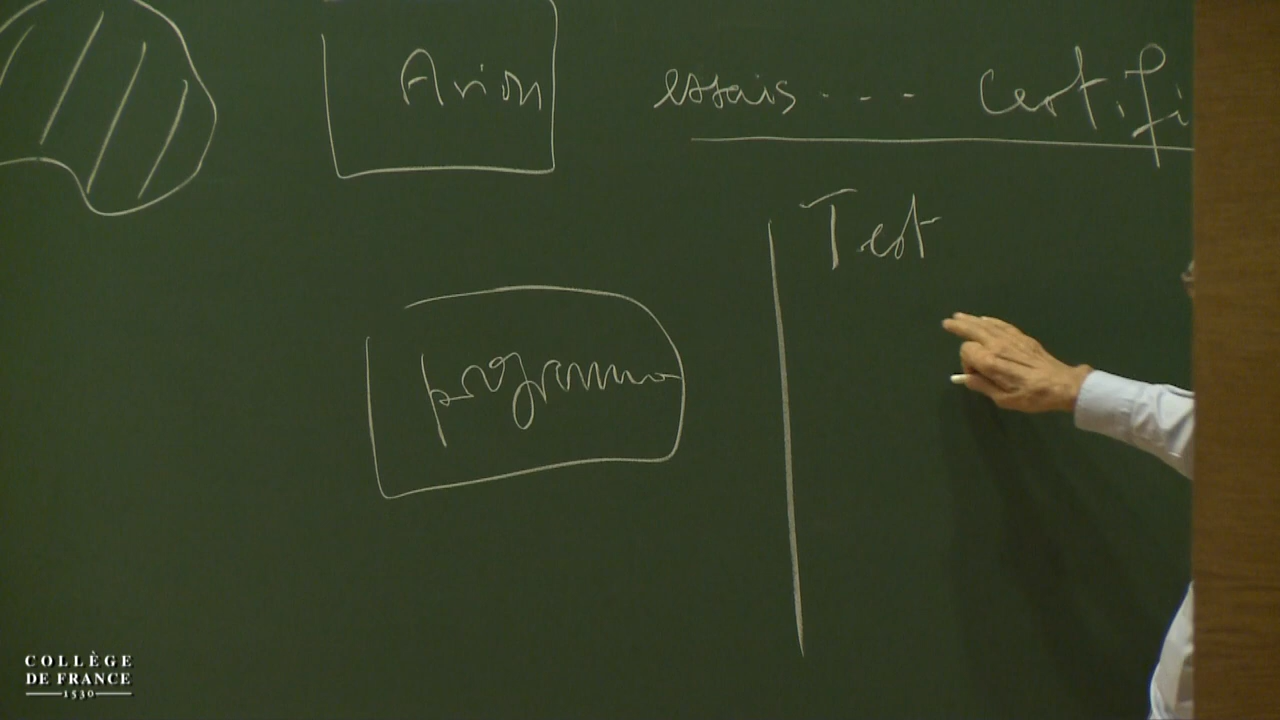 Avion
essais ... certifi
Test
programme
COLLÈGE
DE FRANCE
1530